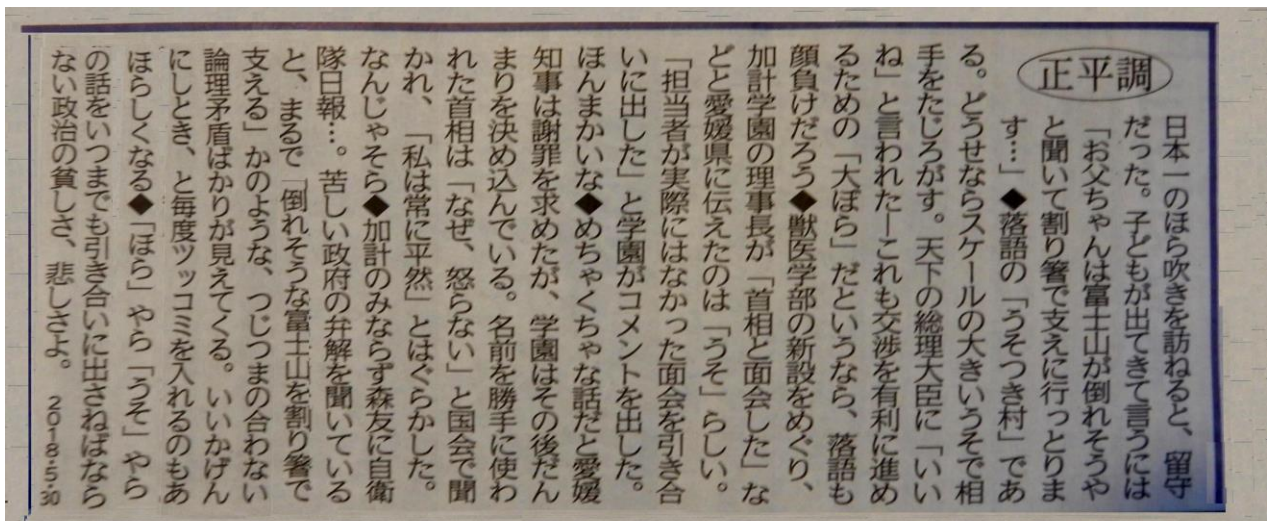 正平調
日本一のほら吹きを訪ねると、留守
だった。子どもが出てきて言うには
「お父ちゃんは富士山が倒れそうや
と聞いて割り箸で支えに行っとりま
す…」◆落語の「うそつき村」であ
る。どうせならスケールの大きいうそで相
手をたじろがす。天下の総理大臣に「いい
ね」と言われたーこれも交渉を有利に進め
るための「大ぼら」だというなら、落語も
顔負けだろう◆獣医学部の新設をめぐり、
加計学園の理事長が「首相と面会した」な
どと愛媛県に伝えたのは「うそ」らしい。
「担当者が実際にはなかった面会を引き合
いに出した」と学園がコメントを出した。
ほんまかいな◆めちゃくちゃな話だと愛媛
知事は謝罪を求めたが、学園はその後だん
まりを決め込んでいる。名前を勝手に使わ
れた首相は「なぜ、怒らない」と国会で聞
かれ、「私は常に平然」とはぐらかした。
なんじゃそら◆加計のみならず森友に自衛
隊日報…。苦しい政府の弁解を聞いている
と、まるで「倒れそうな富士山を割り箸で
支える」かのような、つじつまの合わない
論理矛盾ばかりが見えてくる。いいかげん
にしとき、と毎度ツッコミを入れるのもあ
ほらしくなる◆「ほら」やら「うそ」やら
の話をいつまでも引き合いに出さねばなら
ない政治の貧しさ、悲しさよ。 2018・5・30